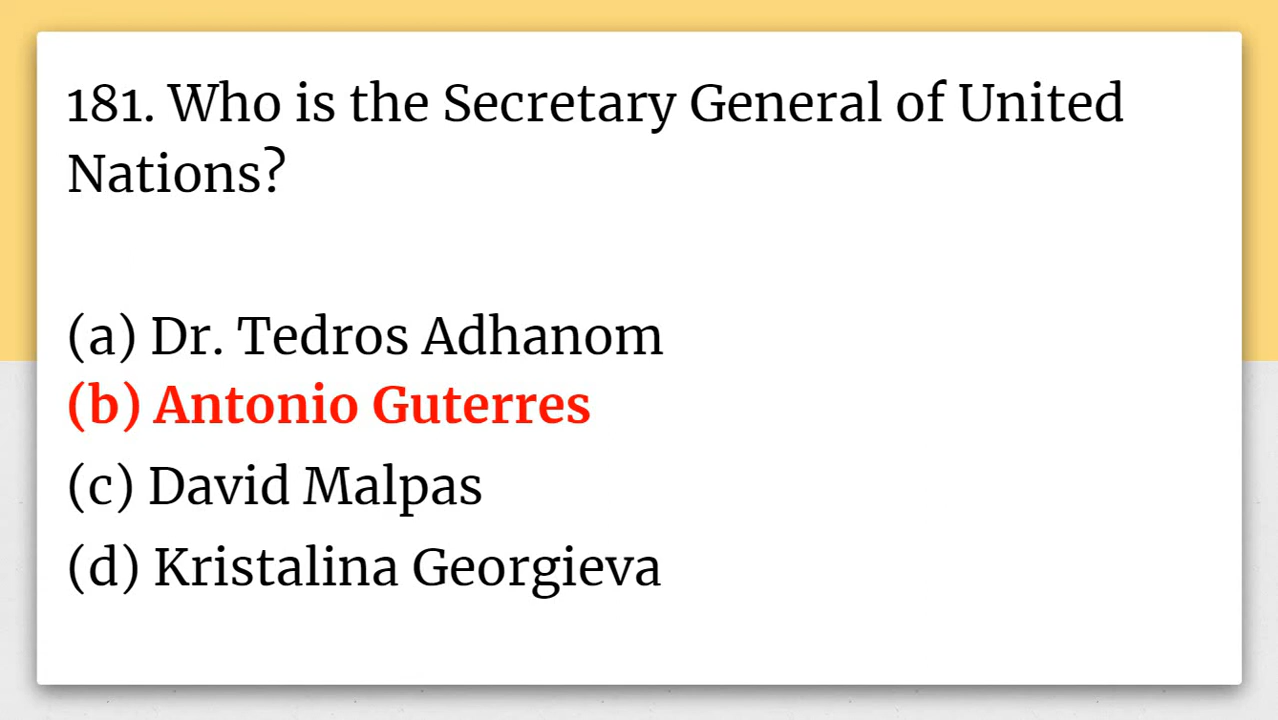 181. Who is the Secretary General of United
Nations?
(a) Dr. Tedros Adhanom
(b) Antonio Guterres
(c) David Malpas
(d) Kristalina Georgieva